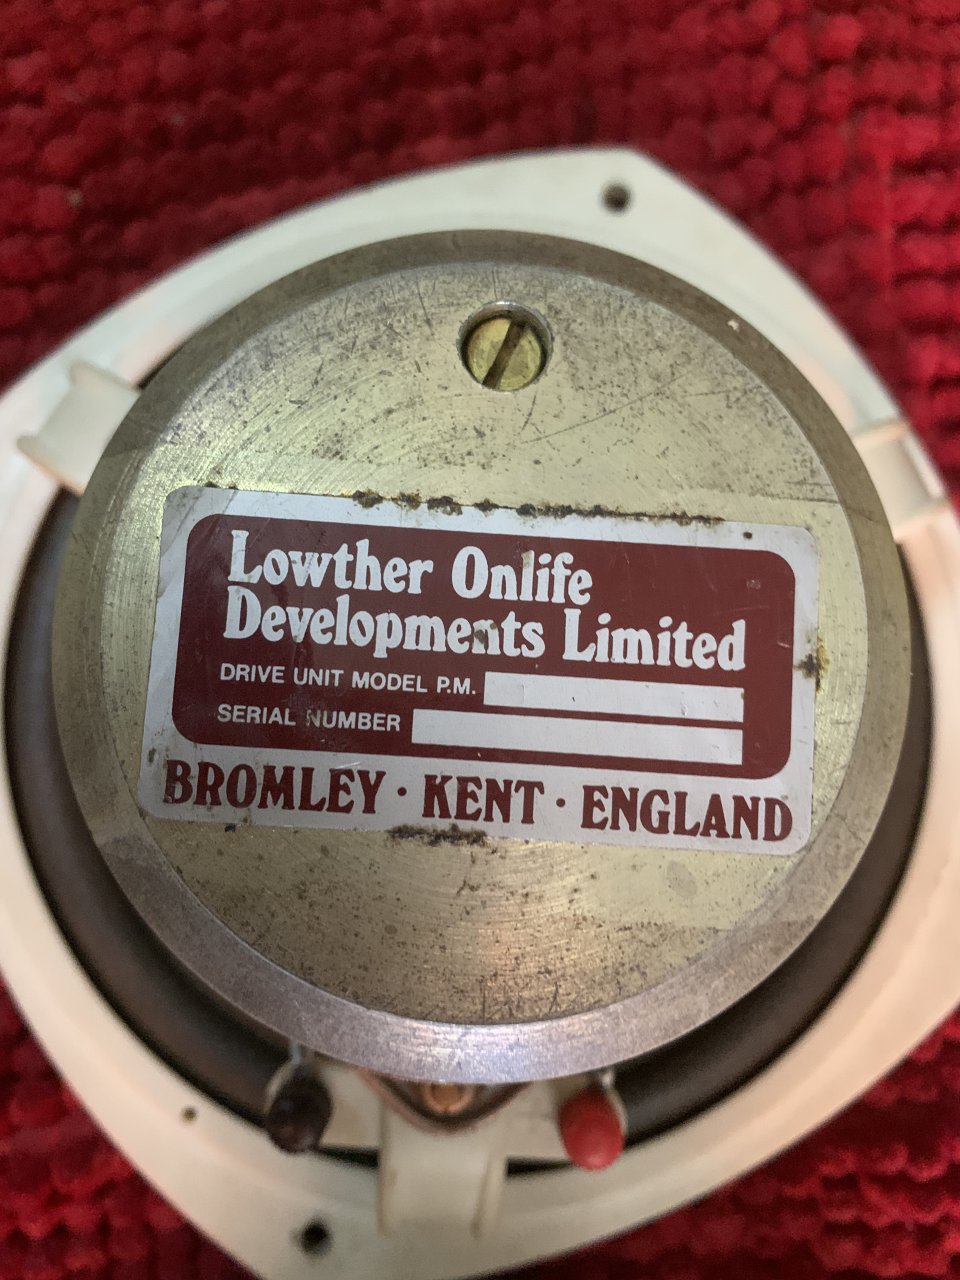 Lowther Onlife
Developments Limited
DRIVE UNIT MODEL P.M.
SERIAL NUMBER
BROMLEY · KENT · ENGLAND